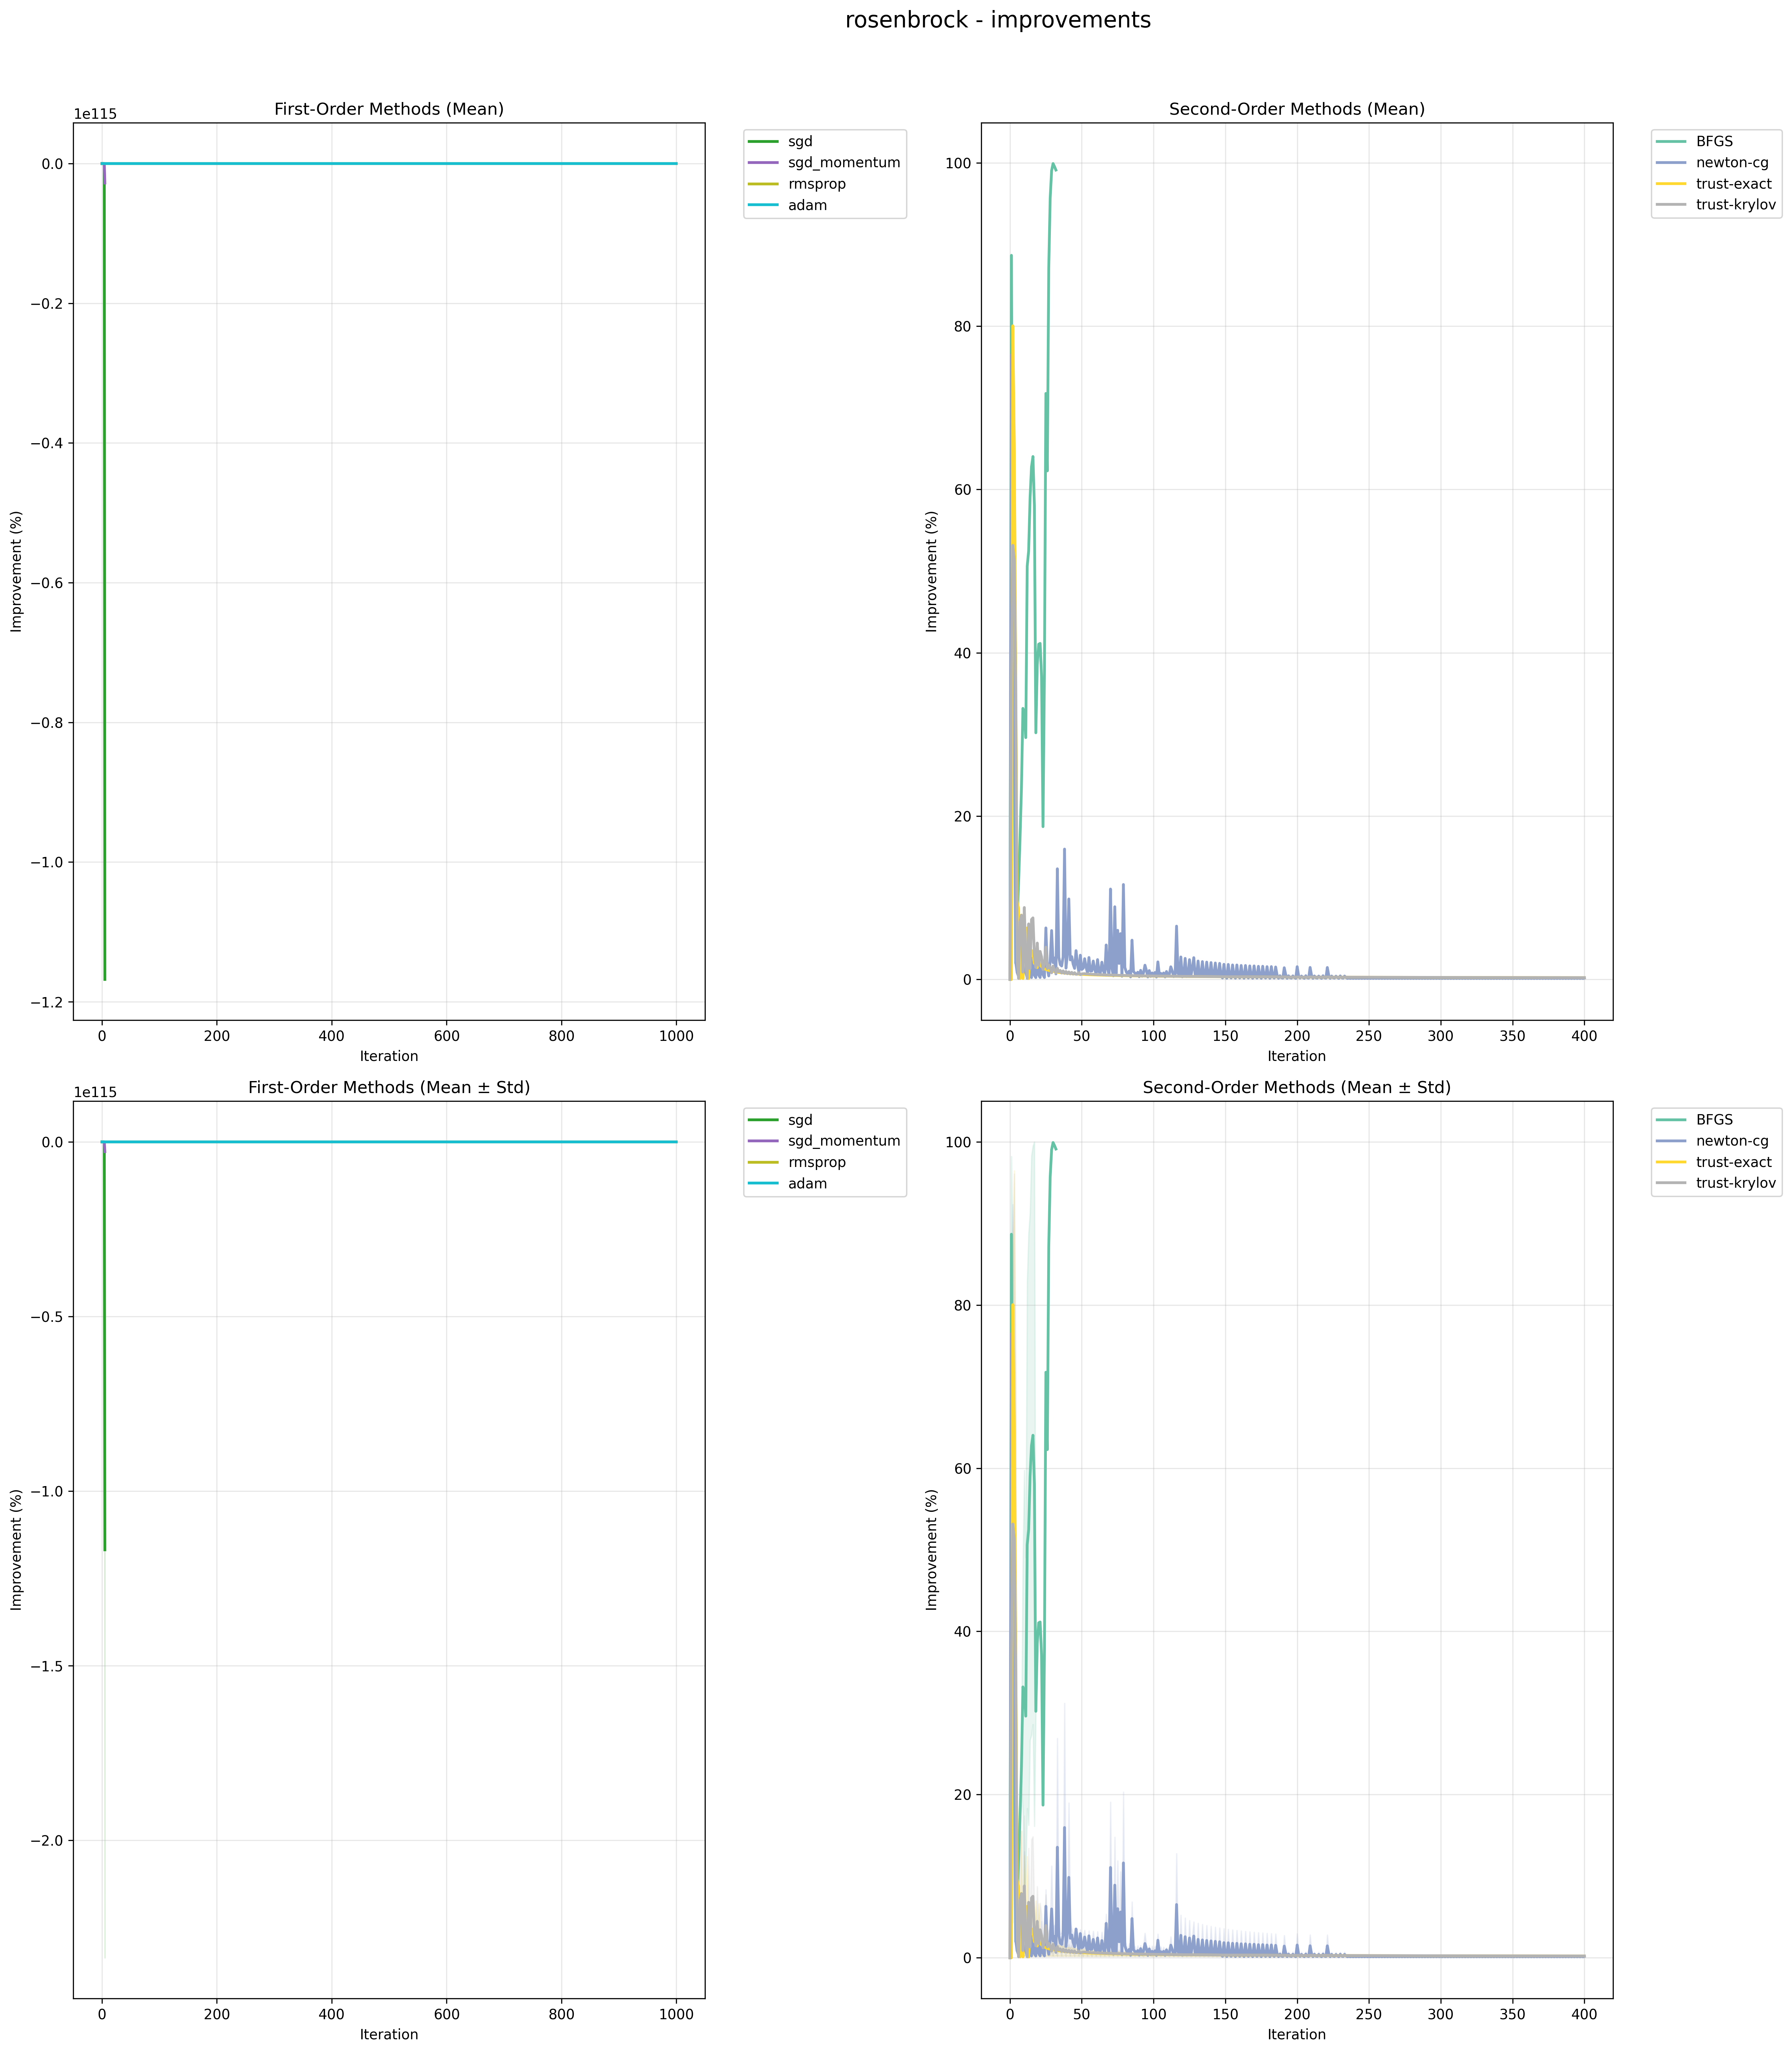 rosenbrock - improvements
First-Order Methods (Mean)
1e115
0.0
−0.2
−0.4
−0.6
−0.8
−1.0
−1.2
Improvement (%)
0 200 400 600 800 1000
Iteration
sgd
sgd_momentum
rmsprop
adam
Second-Order Methods (Mean)
100
80
60
40
20
0
Improvement (%)
0 50 100 150 200 250 300 350 400
Iteration
BFGS
newton-cg
trust-exact
trust-krylov
First-Order Methods (Mean ± Std)
1e115
0.0
−0.5
−1.0
−1.5
−2.0
Improvement (%)
0 200 400 600 800 1000
Iteration
sgd
sgd_momentum
rmsprop
adam
Second-Order Methods (Mean ± Std)
100
80
60
40
20
0
Improvement (%)
0 50 100 150 200 250 300 350 400
Iteration
BFGS
newton-cg
trust-exact
trust-krylov